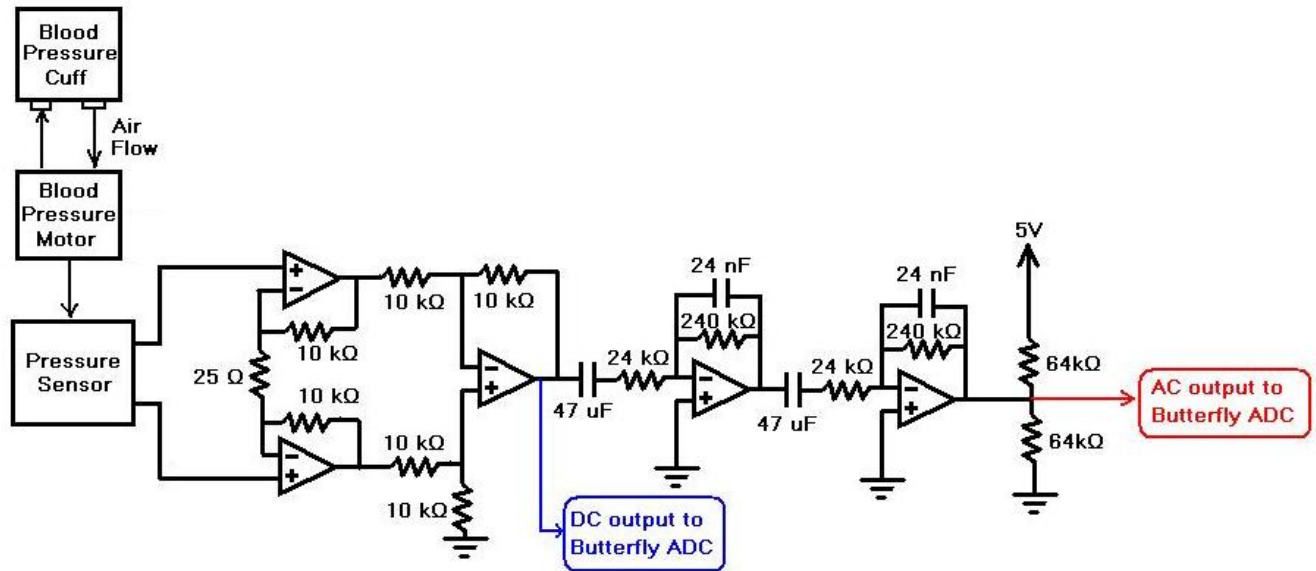 Blood
Pressure
Cuff
Air
Flow
Blood
Pressure
Motor
Pressure
Sensor
+
−
10 kΩ
25 Ω
10 kΩ
−
+
10 kΩ
10 kΩ
10 kΩ
10 kΩ
−
+
DC output to
Butterfly ADC
47 uF
24 kΩ
24 nF
240 kΩ
−
+
47 uF
24 kΩ
24 nF
240 kΩ
−
+
5V
64kΩ
64kΩ
AC output to
Butterfly ADC